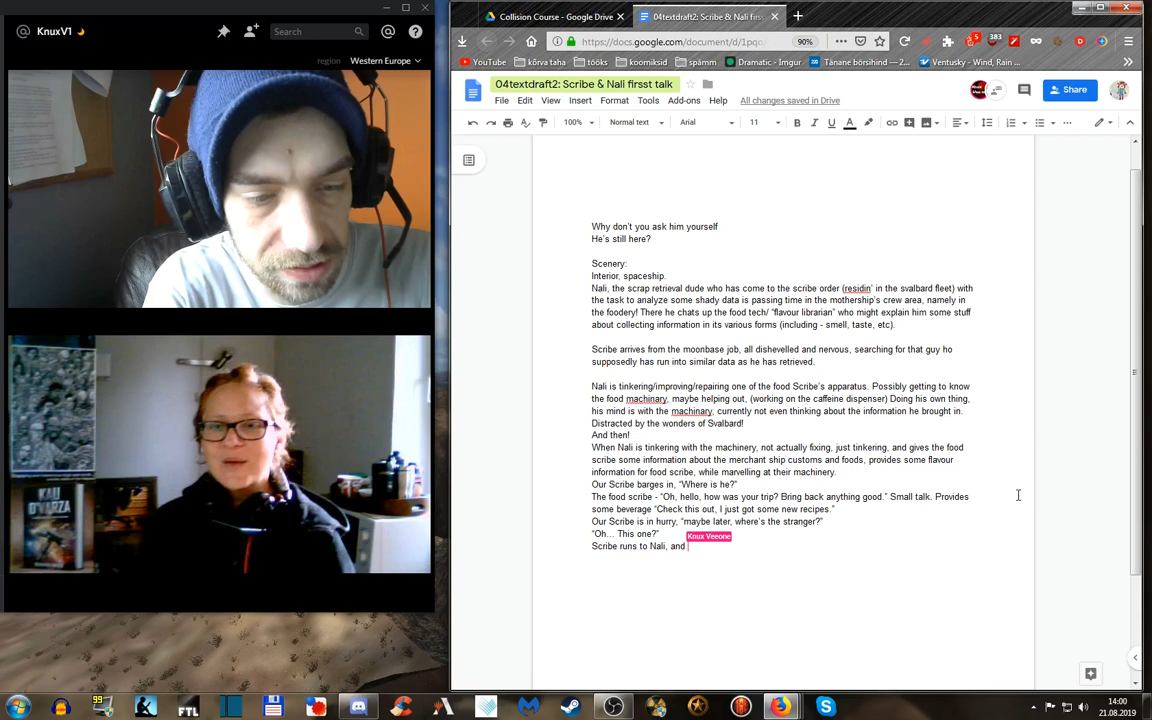 KnuxV1
Search
region
Western Europe
KAU
D'VARZA
Collision Course - Google Drive
04textdraft2: Scribe & Nali firs
https://docs.google.com/document/d/1pqo
90%
5
383
YouTube
kõrva taha
tööks
koomiksid
spämm
Dramatic - Imgur
Tänane börsihind — 2...
Ventusky - Wind, Rain ...
04textdraft2: Scribe & Nali firsst talk
File
Edit
View
Insert
Format
Tools
Add-ons
Help
All changes saved in Drive
Share
100%
Normal text
Arial
11
Why don't you ask him yourself
He's still here?
Scenery:
Interior, spaceship.
Nali, the scrap retrieval dude who has come to the scribe order (residin' in the svalbard fleet) with
the task to analyze some shady data is passing time in the mothership's crew area, namely in
the foodery! There he chats up the food tech/ "flavour librarian" who might explain him some stuff
about collecting information in its various forms (including - smell, taste, etc).
Scribe arrives from the moonbase job, all dishevelled and nervous, searching for that guy ho
supposedly has run into similar data as he has retrieved.
Nali is tinkering/improving/repairing one of the food Scribe's apparatus. Possibly getting to know
the food machinary, maybe helping out, (working on the caffeine dispenser) Doing his own thing,
his mind is with the machinary, currently not even thinking about the information he brought in.
Distracted by the wonders of Svalbard!
And then!
When Nali is tinkering with the machinery, not actually fixing, just tinkering, and gives the food
scribe some information about the merchant ship customs and foods, provides some flavour
information for food scribe, while marvelling at their machinery.
Our Scribe barges in, "Where is he?"
The food scribe - "Oh, hello, how was your trip? Bring back anything good." Small talk. Provides
some beverage "Check this out, I just got some new recipes."
Our Scribe is in hurry, "maybe later, where's the stranger?"
"Oh... This one?"
Knux Veeone
Scribe runs to Nali, and
99
FTL
14:00
21.08.2019